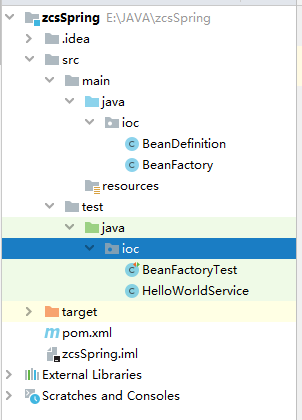 zcsSpring E:\JAVA\zcsSpring
.idea
src
main
java
ioc
BeanDefinition
BeanFactory
resources
test
java
ioc
BeanFactoryTest
HelloWorldService
target
pom.xml
zcsSpring.iml
External Libraries
Scratches and Consoles